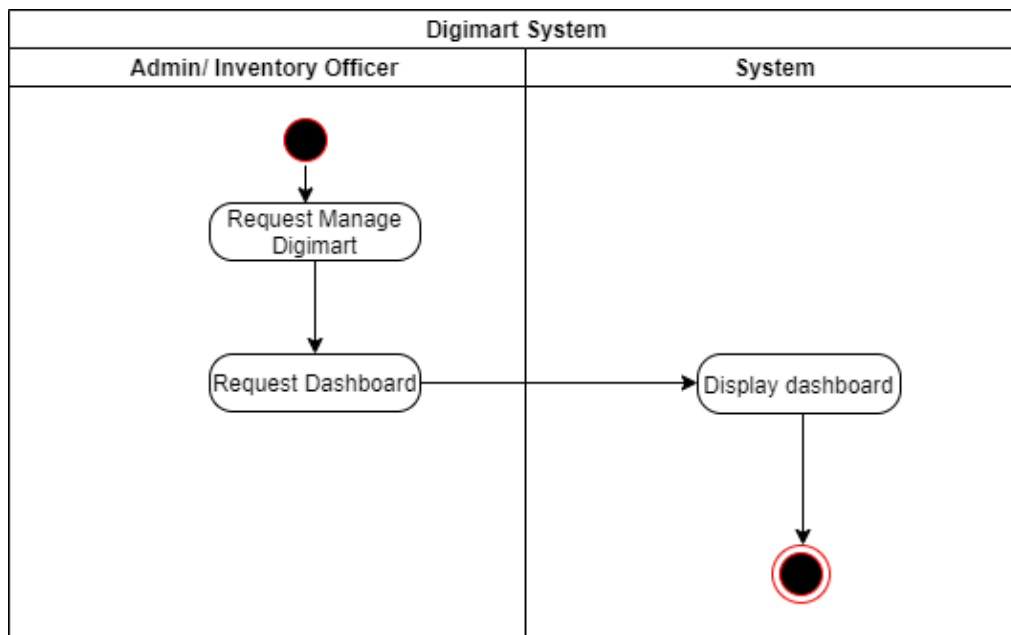 Digimart System
Admin/ Inventory Officer
System
Request Manage
Digimart
Request Dashboard
Display dashboard